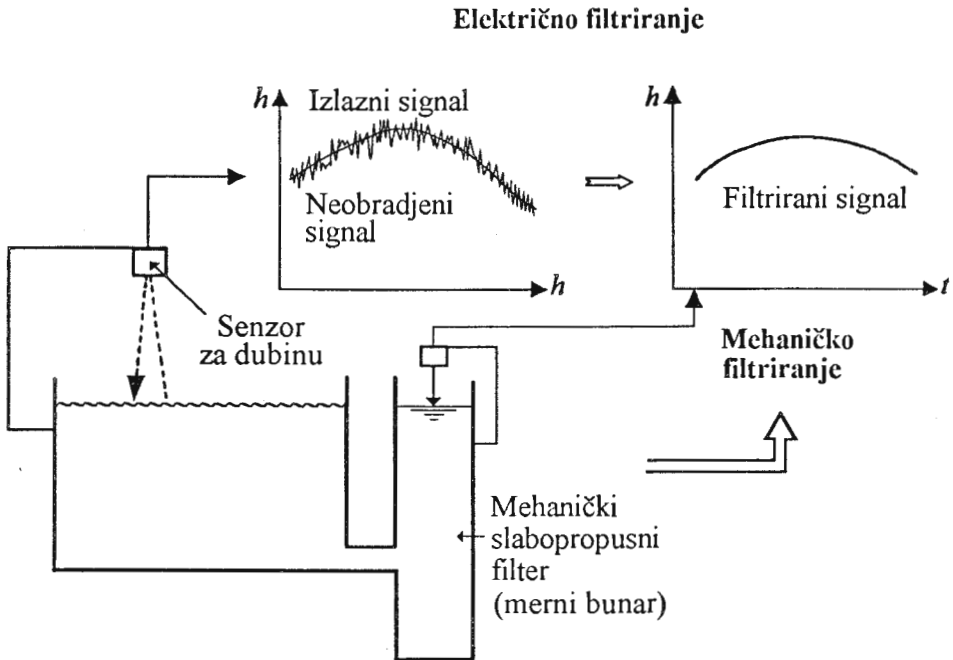 Električno filtriranje
h
Izlazni signal
Neobradjeni
signal
h
h
Filtrirani signal
t
Senzor
za dubinu
Mehaničko
filtriranje
Mehanički
slabopropusni
filter
(merni bunar)